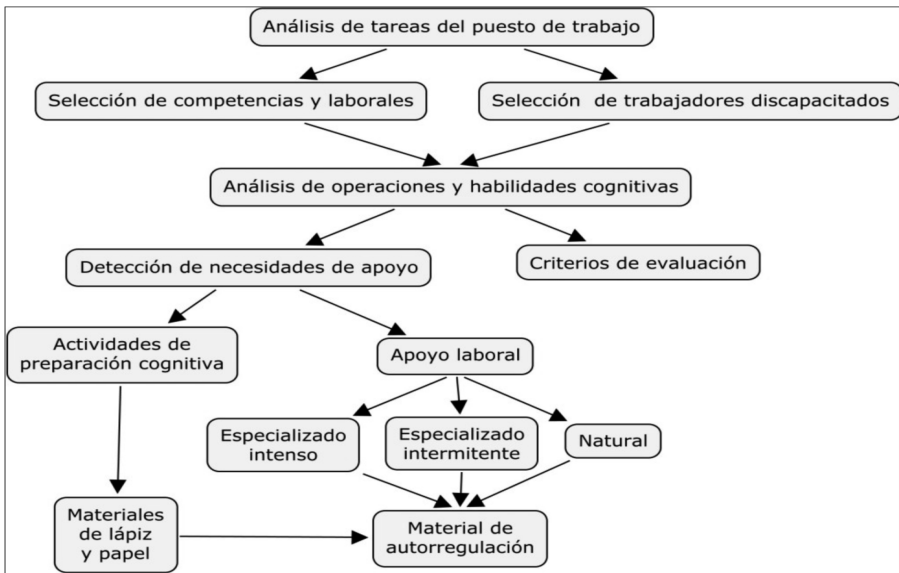 Análisis de tareas del puesto de trabajo
Selección de competencias y laborales
Selección de trabajadores discapacitados
Análisis de operaciones y habilidades cognitivas
Detección de necesidades de apoyo
Criterios de evaluación
Actividades de
preparación cognitiva
Apoyo laboral
Especializado
intenso
Especializado
intermitente
Natural
Materiales
de lápiz
y papel
Material de
autorregulación